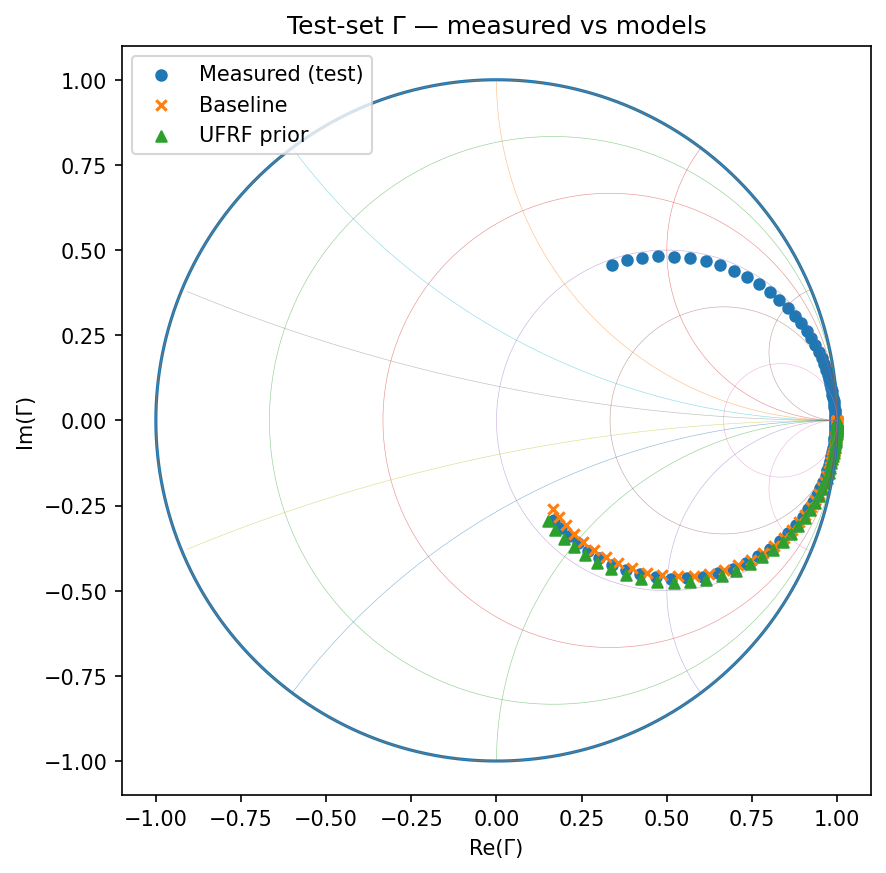 Test-set Γ — measured vs models
Measured (test)
Baseline
UFRF prior
1.00
0.75
0.50
0.25
0.00
−0.25
−0.50
−0.75
−1.00
Im(Γ)
−1.00 −0.75 −0.50 −0.25 0.00 0.25 0.50 0.75 1.00
Re(Γ)